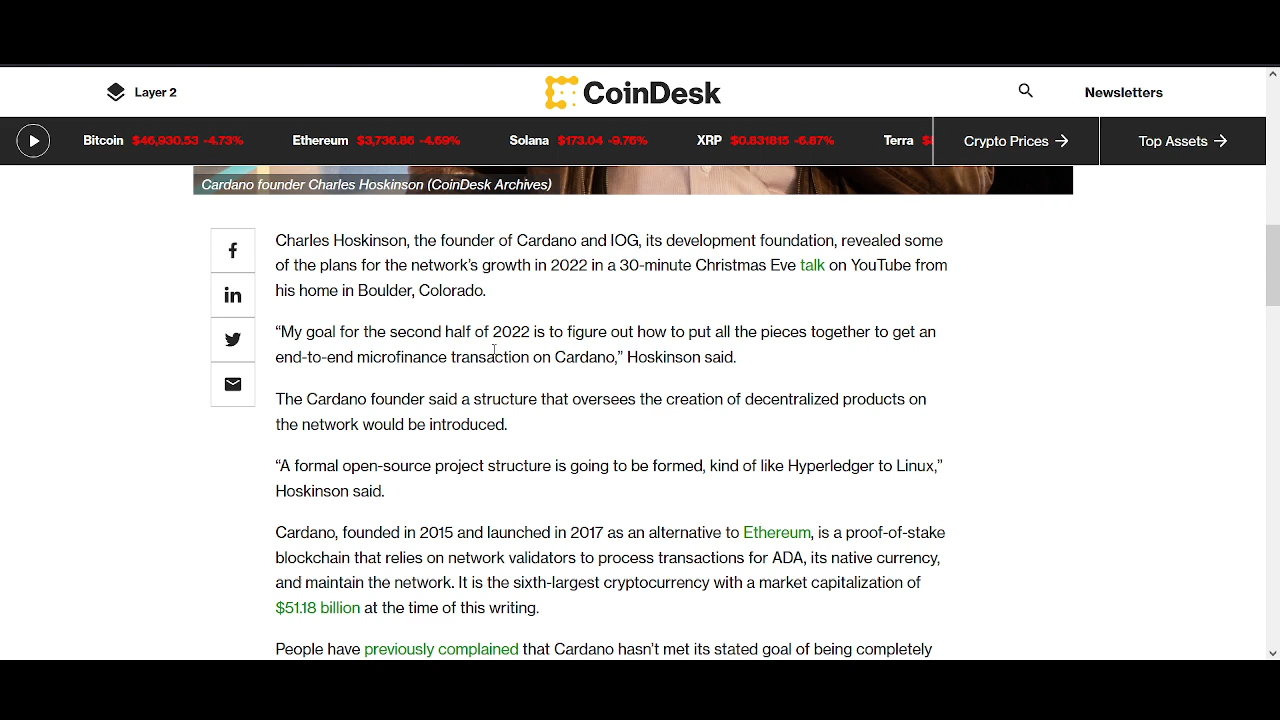 Layer 2
CoinDesk
Newsletters
Bitcoin $46,930.53 -4.73% Ethereum $3,736.86 -4.69% Solana $173.04 -9.76% XRP $0.831815 -6.87% Terra
Crypto Prices →
Top Assets →
Cardano founder Charles Hoskinson (CoinDesk Archives)
Charles Hoskinson, the founder of Cardano and IOG, its development foundation, revealed some
of the plans for the network's growth in 2022 in a 30-minute Christmas Eve talk on YouTube from
his home in Boulder, Colorado.
“My goal for the second half of 2022 is to figure out how to put all the pieces together to get an
end-to-end microfinance transaction on Cardano,” Hoskinson said.
The Cardano founder said a structure that oversees the creation of decentralized products on
the network would be introduced.
“A formal open-source project structure is going to be formed, kind of like Hyperledger to Linux,”
Hoskinson said.
Cardano, founded in 2015 and launched in 2017 as an alternative to Ethereum, is a proof-of-stake
blockchain that relies on network validators to process transactions for ADA, its native currency,
and maintain the network. It is the sixth-largest cryptocurrency with a market capitalization of
$51.18 billion at the time of this writing.
People have previously complained that Cardano hasn't met its stated goal of being completely